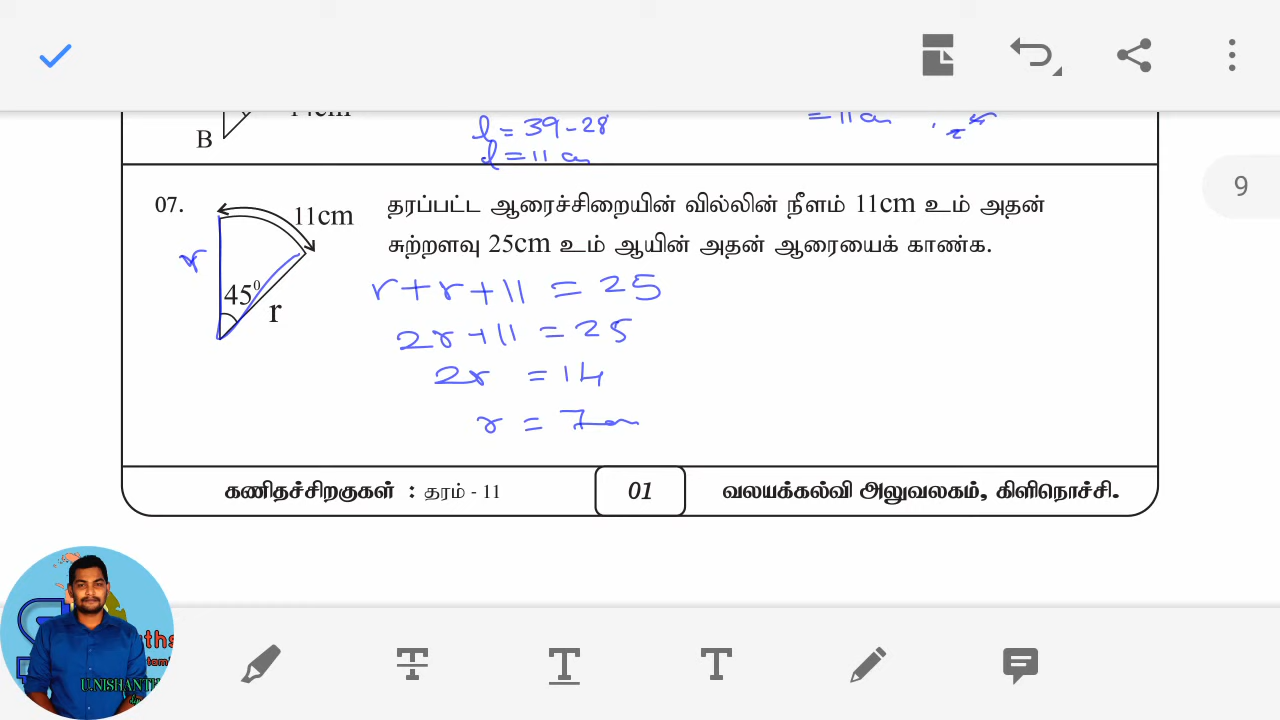 14cm
B
l = 39 - 28
l = 11 cm
= 11 cm
9
07.
11cm
r
45⁰
r
தரப்பட்ட ஆரைச்சிறையின் வில்லின் நீளம் 11cm உம் அதன்
சுற்றளவு 25cm உம் ஆயின் அதன் ஆரையைக் காண்க.
r + r + 11 = 25
2r + 11 = 25
2r = 14
r = 7cm
கணிதச்சிறகுகள் : தரம் - 11
01
வலயக்கல்வி அலுவலகம், கிளிநொச்சி.
U.NISHANTH